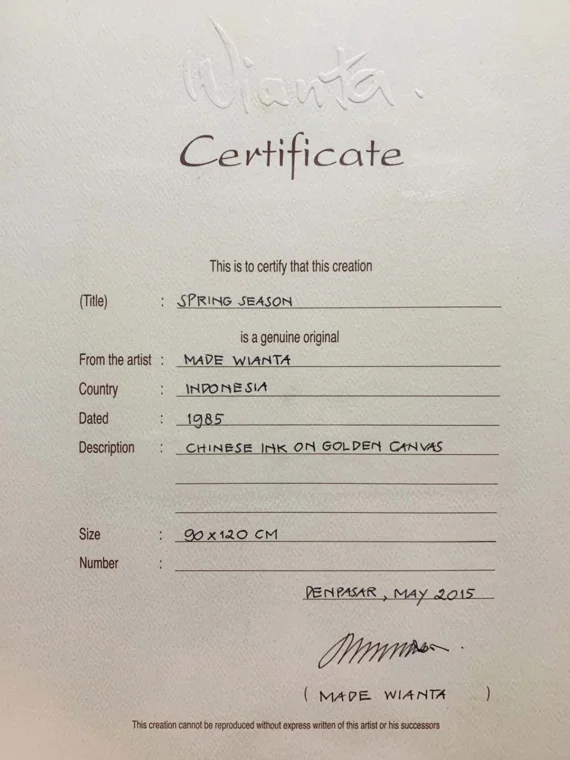 Wianta.
Certificate
This is to certify that this creation
(Title) : SPRING SEASON
is a genuine original
From the artist : MADE WIANTA
Country : INDONESIA
Dated : 1985
Description : CHINESE INK ON GOLDEN CANVAS
Size : 90 x 120 CM
Number :
DENPASAR, MAY 2015
( MADE WIANTA )
This creation cannot be reproduced without express written of this artist or his successors